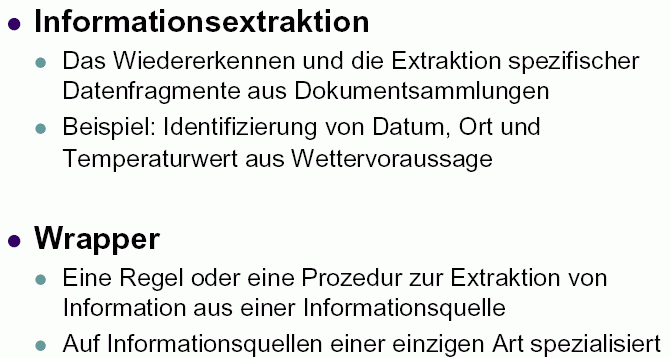 Informationsextraktion
Das Wiedererkennen und die Extraktion spezifischer
Datenfragmente aus Dokumentsammlungen
Beispiel: Identifizierung von Datum, Ort und
Temperaturwert aus Wettervoraussage
Wrapper
Eine Regel oder eine Prozedur zur Extraktion von
Information aus einer Informationsquelle
Auf Informationsquellen einer einzigen Art spezialisiert